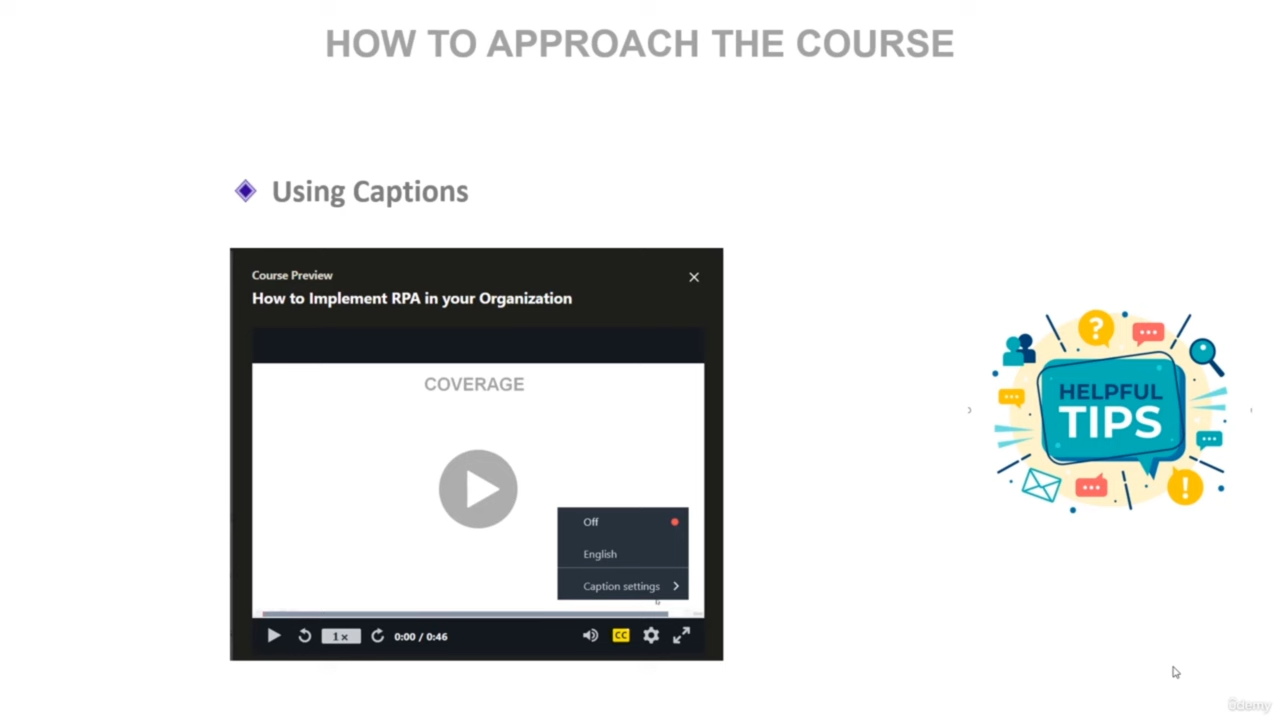 HOW TO APPROACH THE COURSE
Using Captions
Course Preview
How to Implement RPA in your Organization
COVERAGE
HELPFUL
TIPS
Off
English
Caption settings
1x
0:00 / 0:46
CC
udemy